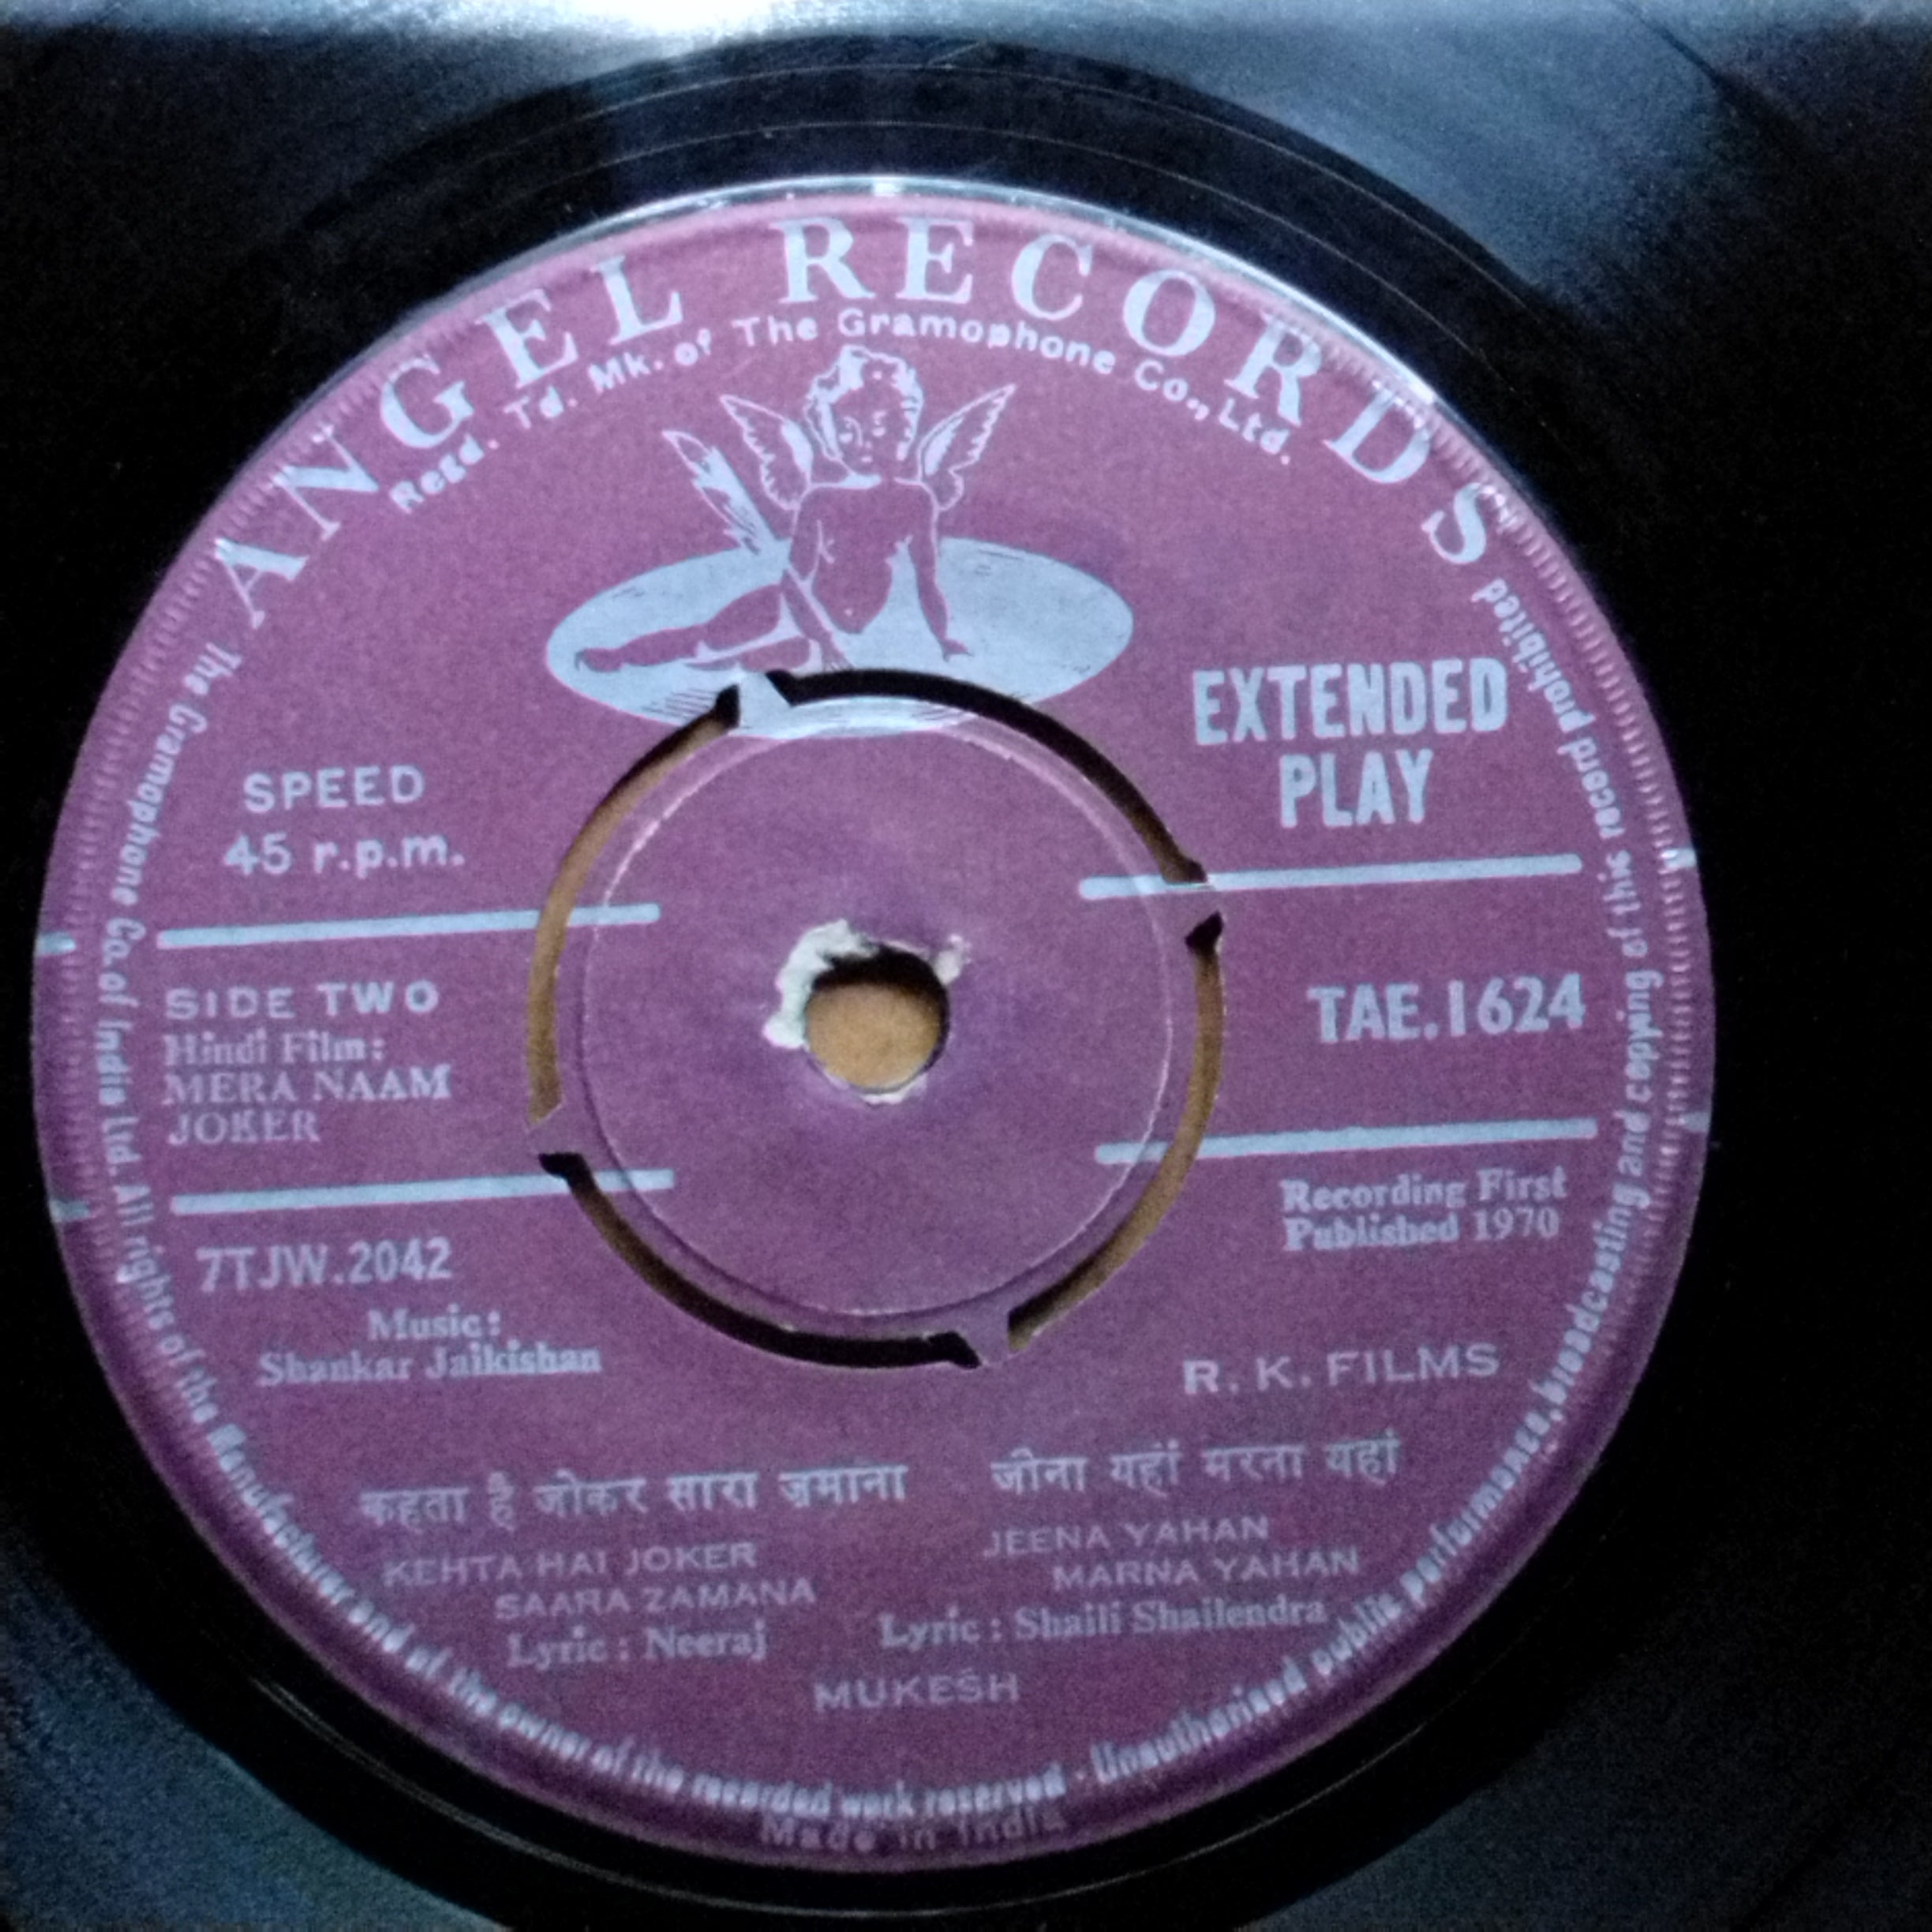 ANGEL RECORDS
Regd. Td. Mk. of The Gramophone Co., Ltd.
EXTENDED
PLAY
SPEED
45 r.p.m.
SIDE TWO
Hindi Film:
MERA NAAM
JOKER
TAE.1624
Recording First
Published 1970
7TJW.2042
Music:
Shankar Jaikishan
R. K. FILMS
कहता है जोकर सारा ज़माना
KEHTA HAI JOKER
SAARA ZAMANA
Lyric : Neeraj
जीना यहाँ मरना यहां
JEENA YAHAN
MARNA YAHAN
Lyric : Shaili Shailendra
MUKESH
The Gramophone Co. of India Ltd. All rights of the Manufacturer and of the owner of the recorded work reserved · Unauthorised public performance, broadcasting and copying of this record prohibited
Made in India